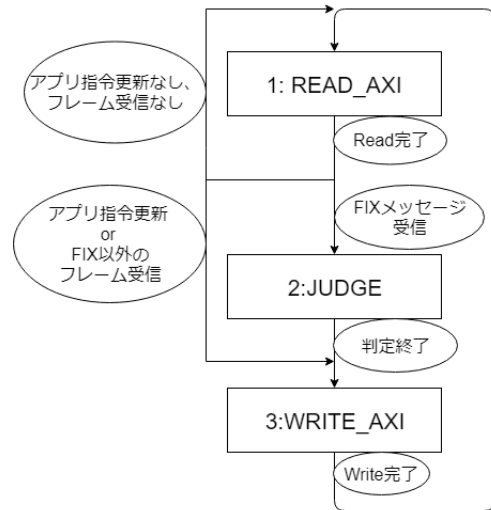 アプリ指令更新なし、
フレーム受信なし
1: READ_AXI
Read完了
アプリ指令更新
or
FIX以外の
フレーム受信
FIXメッセージ
受信
2:JUDGE
判定終了
3:WRITE_AXI
Write完了